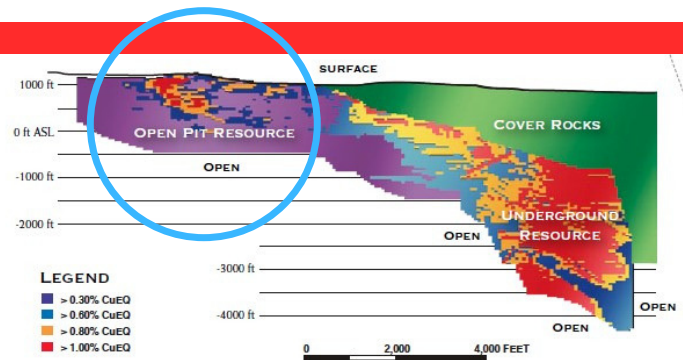 SURFACE
1000 ft
COVER ROCKS
0 ft ASL
OPEN PIT RESOURCE
OPEN
-1000 ft
UNDERGROUND
RESOURCE
-2000 ft
OPEN
LEGEND
-3000 ft
> 0.30% CuEQ
> 0.60% CuEQ
OPEN
> 0.80% CuEQ
-4000 ft
OPEN
> 1.00% CuEQ
0 2,000 4,000 FEET